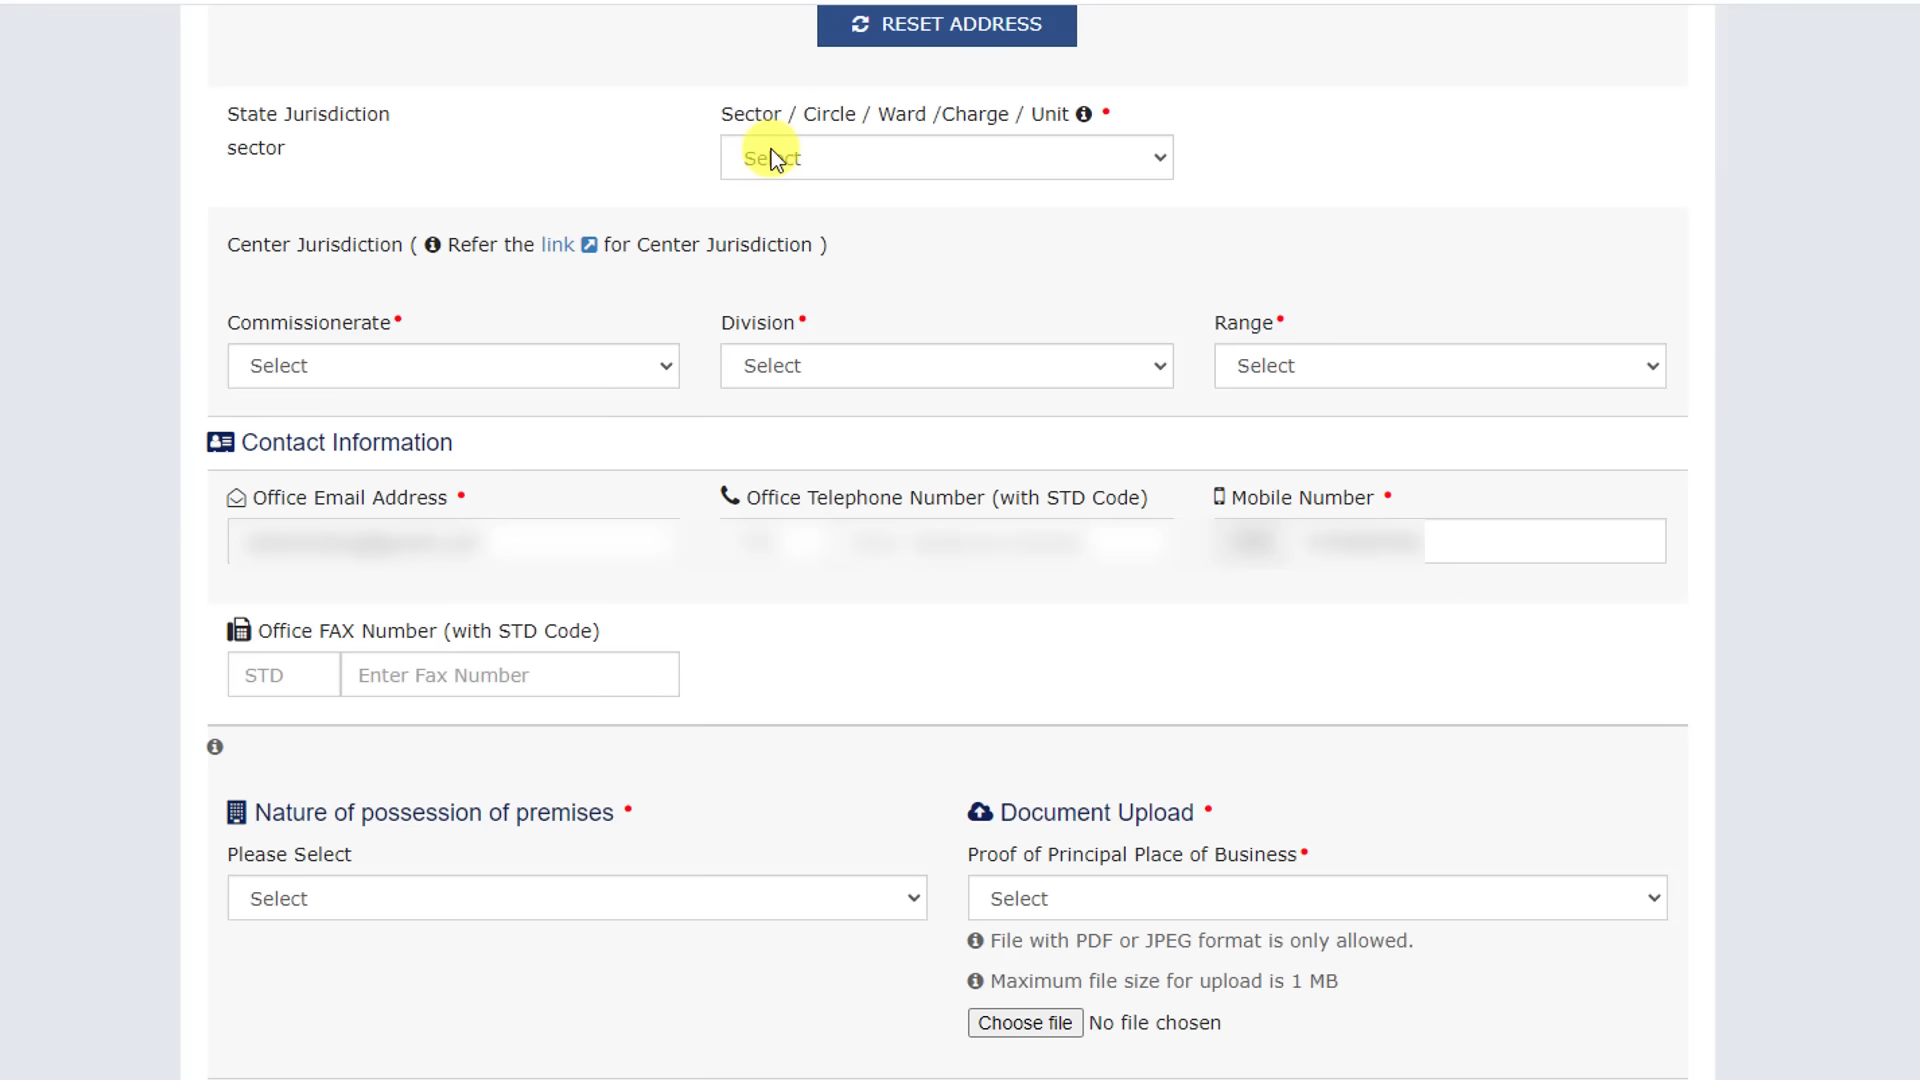 RESET ADDRESS
State Jurisdiction
Sector / Circle / Ward /Charge / Unit •
sector
Select
Center Jurisdiction ( Refer the link for Center Jurisdiction )
Commissionerate•
Division•
Range•
Select
Select
Select
Contact Information
Office Email Address •
Office Telephone Number (with STD Code)
Mobile Number •
Office FAX Number (with STD Code)
STD
Enter Fax Number
Nature of possession of premises •
Document Upload •
Please Select
Proof of Principal Place of Business•
Select
Select
File with PDF or JPEG format is only allowed.
Maximum file size for upload is 1 MB
Choose file No file chosen